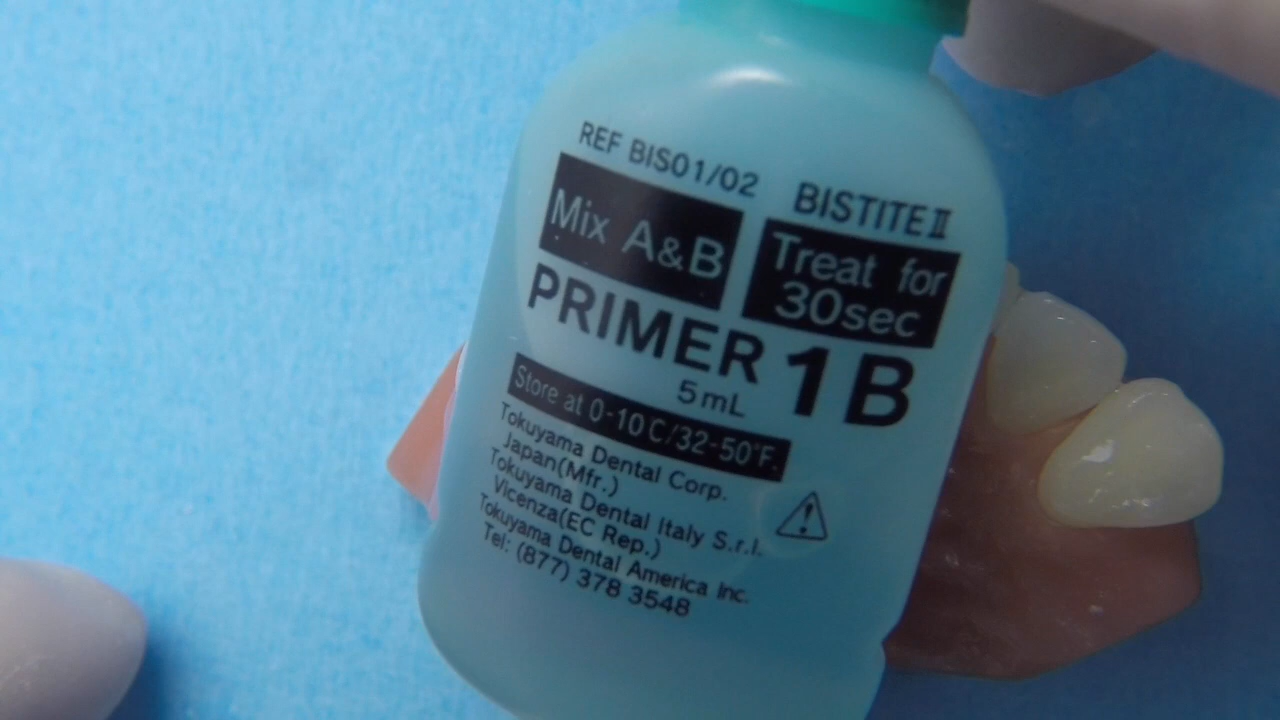 REF BIS01/02 BISTITE II
Mix A&B
Treat for
30sec
PRIMER 1B
5mL
Store at 0-10℃/32-50°F.
Tokuyama Dental Corp.
Japan(Mfr.)
Tokuyama Dental Italy S.r.l.
Vicenza(EC Rep.)
Tokuyama Dental America Inc.
Tel: (877) 378 3548